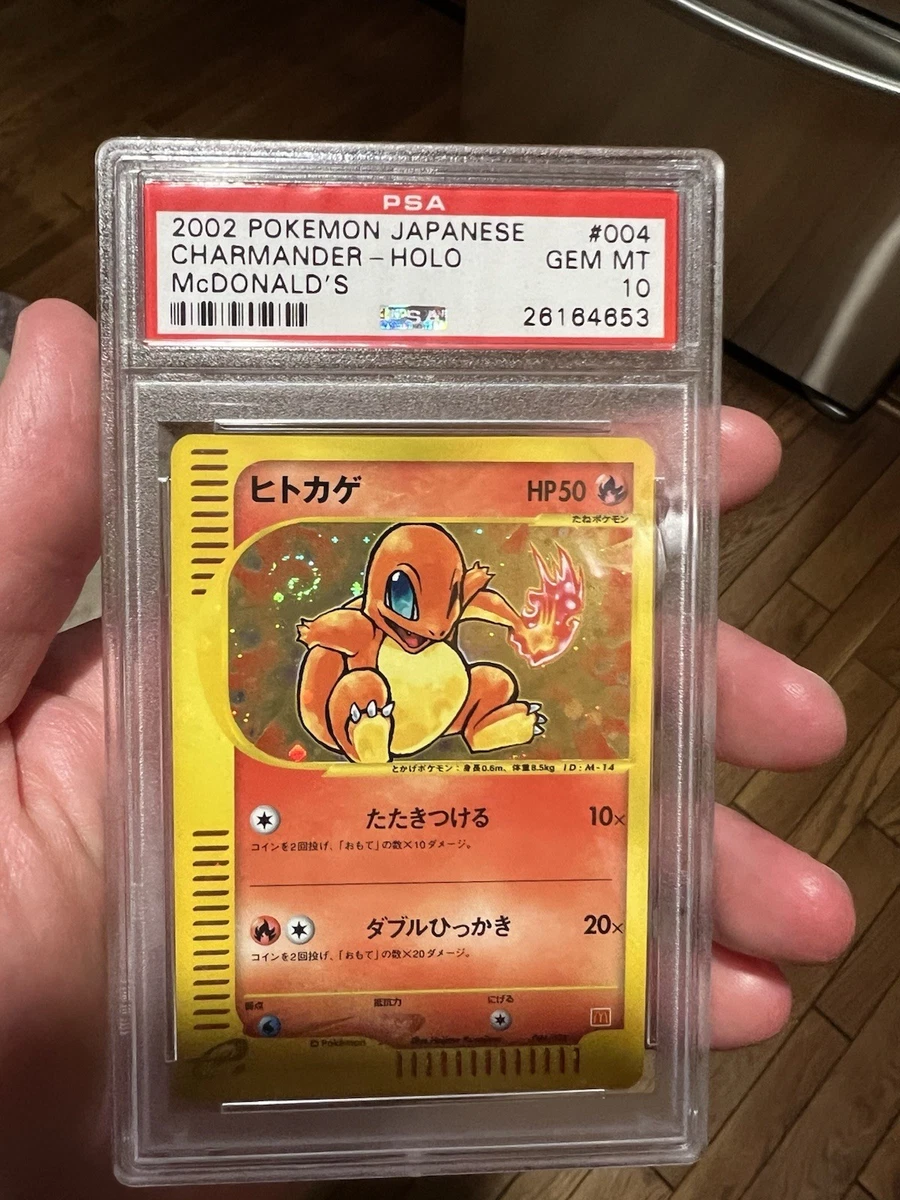 PSA
2002 POKEMON JAPANESE #004
CHARMANDER - HOLO GEM MT
McDONALD'S 10
PSA
26164653
ヒトカゲ HP50
たねポケモン
とかげポケモン：身長0.6m、体重8.5kg ID：M-14
たたきつける 10×
コインを2回投げ、「おもて」の数×10ダメージ。
ダブルひっかき 20×
コインを2回投げ、「おもて」の数×20ダメージ。
弱点 抵抗力 にげる
© Pokémon